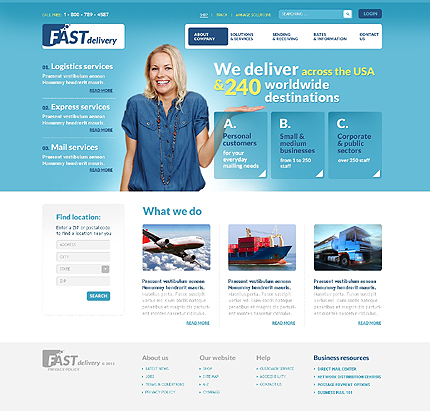 CALL FREE: 1 - 800 - 789 - 4587
SHIP | TRACK | MANAGE SOLUTIONS
SEARCHING ...
LOGIN
FAST delivery
ABOUT COMPANY
SOLUTIONS & SERVICES
SENDING & RECEIVING
RATES & INFORMATION
CONTACT US
01. Logistics services
Praesent vestibulum aenean
Nonummy hendrerit mauris.
READ MORE
02. Express services
Praesent vestibulum aenean
Nonummy hendrerit mauris.
READ MORE
03. Mail services
Praesent vestibulum aenean
Nonummy hendrerit mauris.
READ MORE
We deliver across the USA
& 240 worldwide
destinations
A.
Personal
customers
for your
everyday
mailing needs
B.
Small &
medium
businesses
from 1 to 250
staff
C.
Corporate
& public
sectors
over 250 staff
Find location:
Enter a ZIP or postal code
to find a location near you
ADDRESS
CITY
STATE
ZIP
SEARCH
What we do
Praesent vestibulum aenean
Nonummy hendrerit mauris.
READ MORE
Praesent vestibulum aenean
Nonummy hendrerit mauris.
READ MORE
Praesent vestibulum aenean
Nonummy hendrerit mauris.
READ MORE
FAST delivery © 2013
PRIVACY POLICY
About us
LATEST NEWS
JOBS
TERMS & CONDITIONS
PRIVACY POLICY
Our website
SHOP
SITE MAP
A-Z
Help
CUSTOMER SERVICE
ACCESSIBILITY
CONTACT US
Business resources
DIRECT MAIL CENTER
NETWORK DISTRIBUTION CENTERS
POSTAGE PAYMENT OPTIONS
BUSINESS MAIL 101